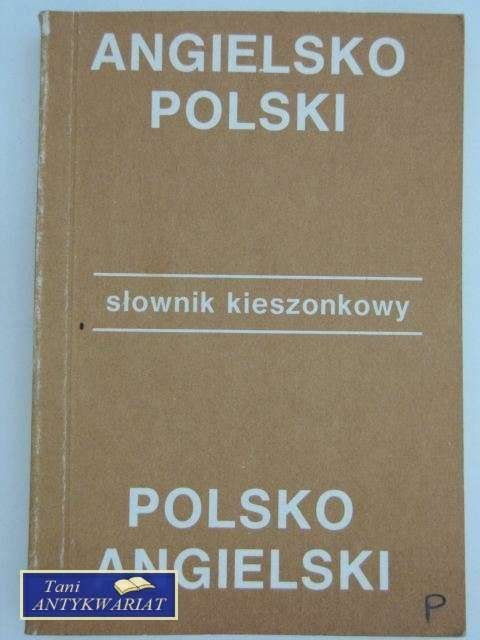 ANGIELSKO
POLSKI
słownik kieszonkowy
POLSKO
ANGIELSKI
Tani
ANTYKWARIAT
P